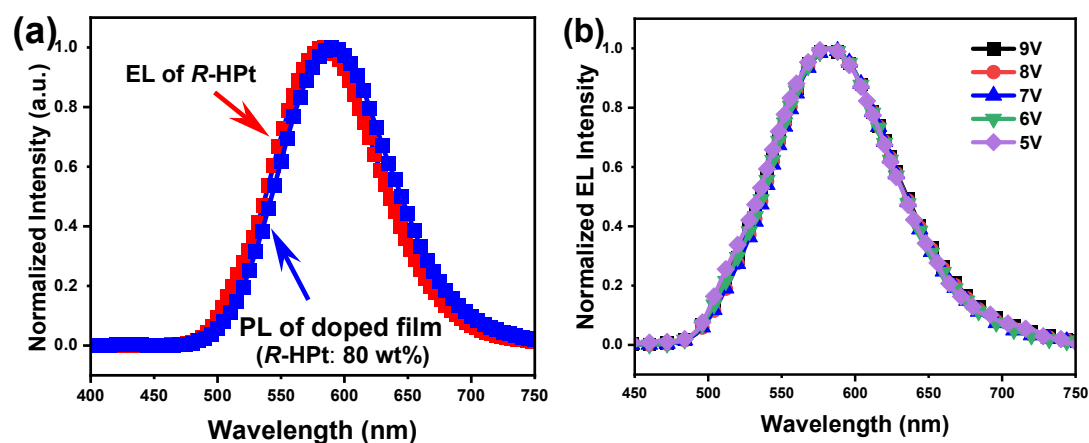 (a)
Normalized Intensity (a.u.)
1.0
0.8
0.6
0.4
0.2
0.0
EL of R-HPt
PL of doped film
(R-HPt: 80 wt%)
400 450 500 550 600 650 700 750
Wavelength (nm)
(b)
Normalized EL Intensity
1.0
0.8
0.6
0.4
0.2
0.0
9V
8V
7V
6V
5V
450 500 550 600 650 700 750
Wavelength (nm)